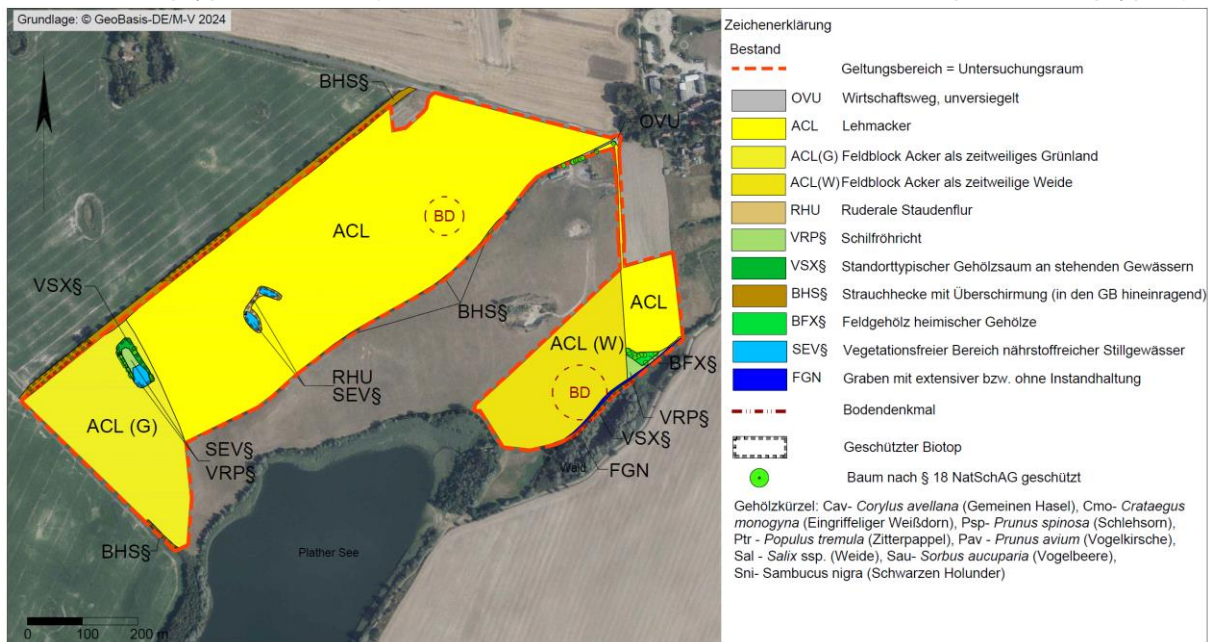 Grundlage: © GeoBasis-DE/M-V 2024
BHS§
OVU
ACL
BD
VSX§
BHS§
ACL
ACL (W)
BFX§
BD
RHU
SEV§
ACL (G)
VRP§
SEV§
VRP§
VSX§
FGN
Wald
BHS§
Plather See
0 100 200 m
Zeichenerklärung
Bestand
Geltungsbereich = Untersuchungsraum
OVU Wirtschaftsweg, unversiegelt
ACL Lehmacker
ACL(G) Feldblock Acker als zeitweiliges Grünland
ACL(W) Feldblock Acker als zeitweilige Weide
RHU Ruderale Staudenflur
VRP§ Schilfröhricht
VSX§ Standorttypischer Gehölzsaum an stehenden Gewässern
BHS§ Strauchhecke mit Überschirmung (in den GB hineinragend)
BFX§ Feldgehölz heimischer Gehölze
SEV§ Vegetationsfreier Bereich nährstoffreicher Stillgewässer
FGN Graben mit extensiver bzw. ohne Instandhaltung
Bodendenkmal
Geschützter Biotop
Baum nach § 18 NatSchAG geschützt
Gehölzkürzel: Cav- Corylus avellana (Gemeinen Hasel), Cmo- Crataegus
monogyna (Eingriffeliger Weißdorn), Psp- Prunus spinosa (Schlehsorn),
Ptr - Populus tremula (Zitterpappel), Pav - Prunus avium (Vogelkirsche),
Sal - Salix ssp. (Weide), Sau- Sorbus aucuparia (Vogelbeere),
Sni- Sambucus nigra (Schwarzen Holunder)